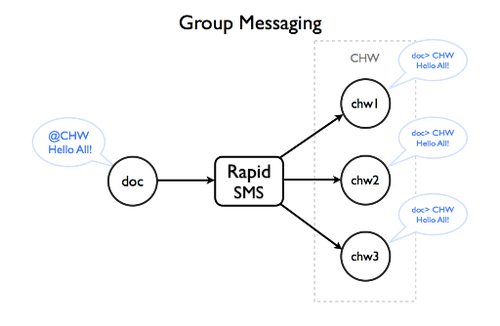 Group Messaging
CHW
doc> CHW
Hello All!
chw1
@CHW
Hello All!
doc
Rapid
SMS
doc> CHW
Hello All!
chw2
doc> CHW
Hello All!
chw3